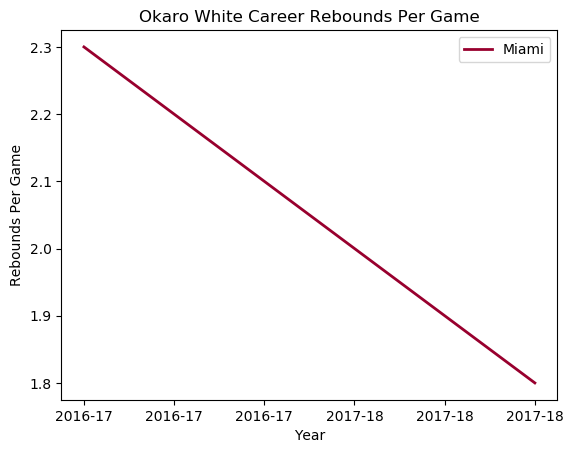 Okaro White Career Rebounds Per Game
Miami
Rebounds Per Game
2.3
2.2
2.1
2.0
1.9
1.8
2016-17 2016-17 2016-17 2017-18 2017-18 2017-18
Year